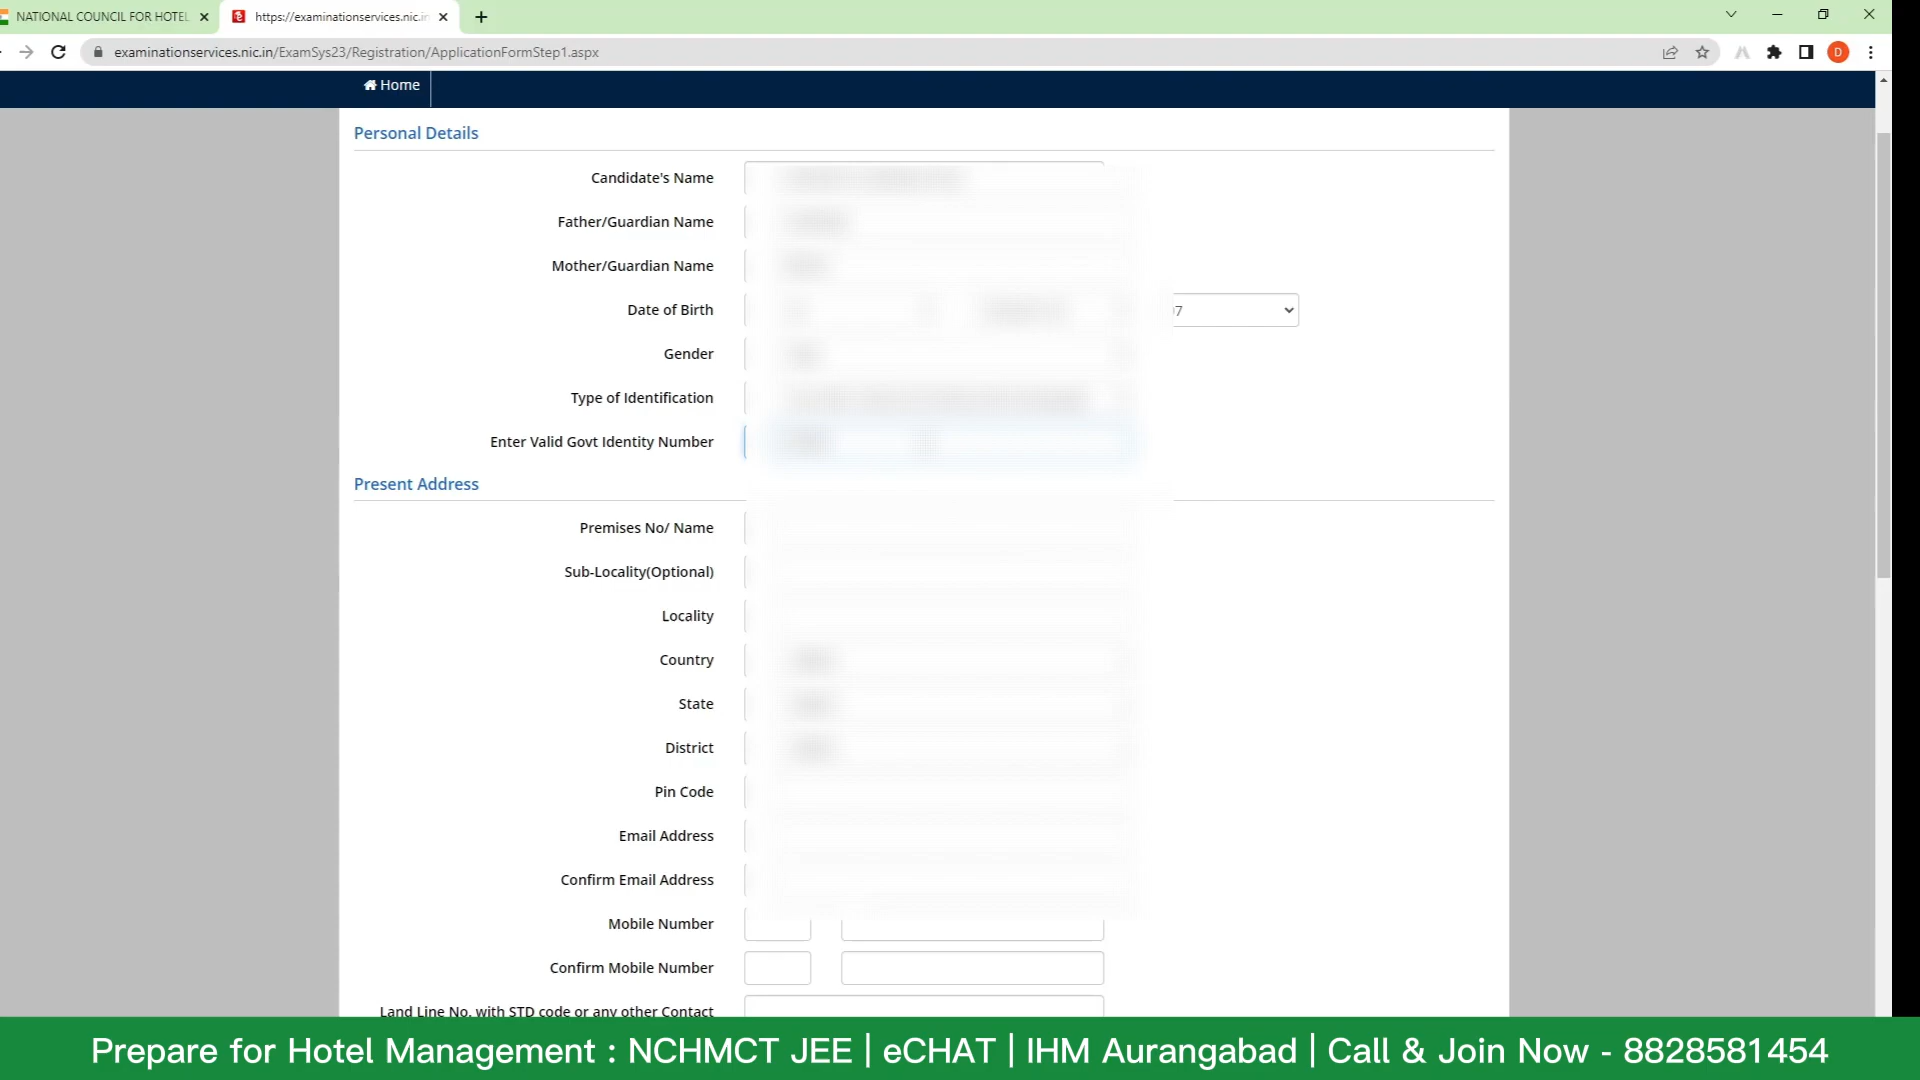 NATIONAL COUNCIL FOR HOTEL
https://examinationservices.nic.in
examinationservices.nic.in/ExamSys23/Registration/ApplicationFormStep1.aspx
D
Home
Personal Details
Candidate's Name
Father/Guardian Name
Mother/Guardian Name
Date of Birth
7
Gender
Type of Identification
Enter Valid Govt Identity Number
Present Address
Premises No/ Name
Sub-Locality(Optional)
Locality
Country
State
District
Pin Code
Email Address
Confirm Email Address
Mobile Number
Confirm Mobile Number
Land Line No. with STD code or any other Contact
Prepare for Hotel Management : NCHMCT JEE | eCHAT | IHM Aurangabad | Call & Join Now - 8828581454